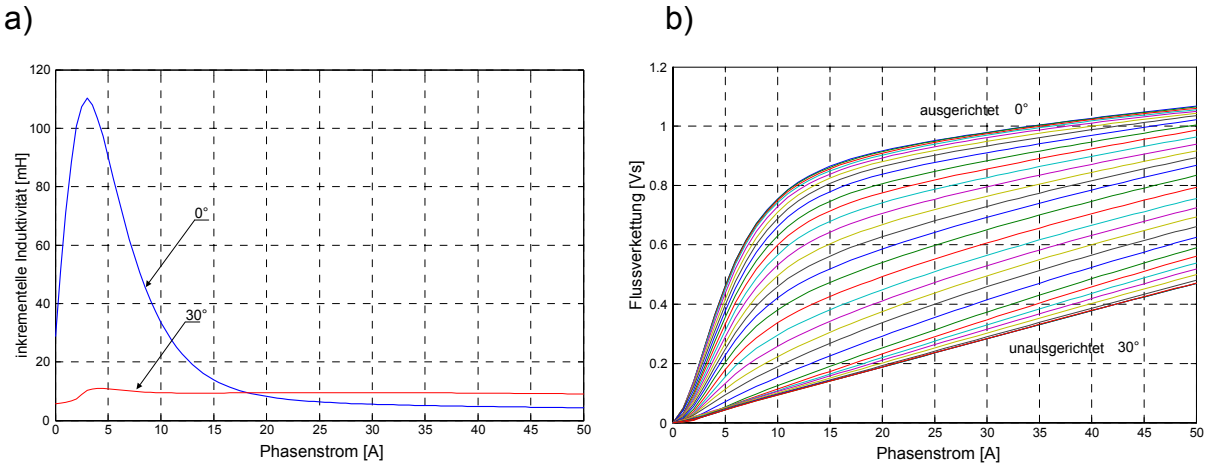 a)
inkrementelle Induktivität [mH]
120
100
80
60
40
20
0
0°
30°
0 5 10 15 20 25 30 35 40 45 50
Phasenstrom [A]
b)
Flussverkettung [Vs]
1.2
1
0.8
0.6
0.4
0.2
0
ausgerichtet 0°
unausgerichtet 30°
0 5 10 15 20 25 30 35 40 45 50
Phasenstrom [A]